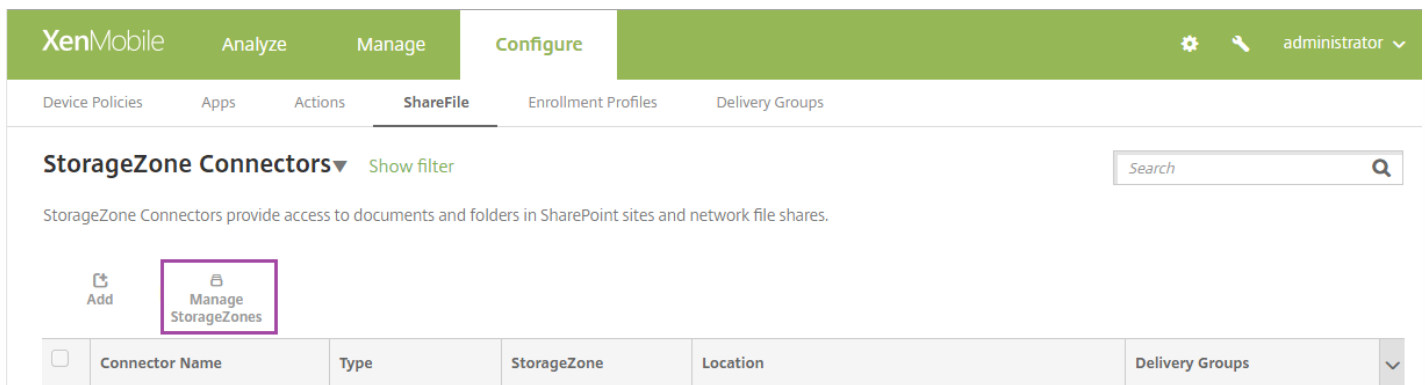 XenMobile Analyze Manage Configure administrator
Device Policies Apps Actions ShareFile Enrollment Profiles Delivery Groups
StorageZone Connectors Show filter Search
StorageZone Connectors provide access to documents and folders in SharePoint sites and network file shares.
Add Manage
StorageZones
Connector Name Type StorageZone Location Delivery Groups